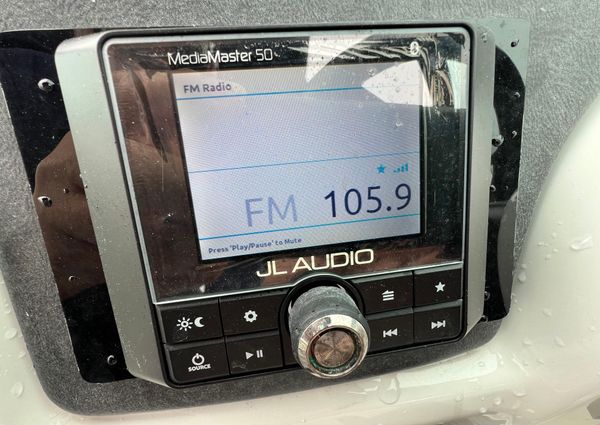 MediaMaster 50
FM Radio
FM 105.9
Press 'Play/Pause' to Mute
JL AUDIO
SOURCE